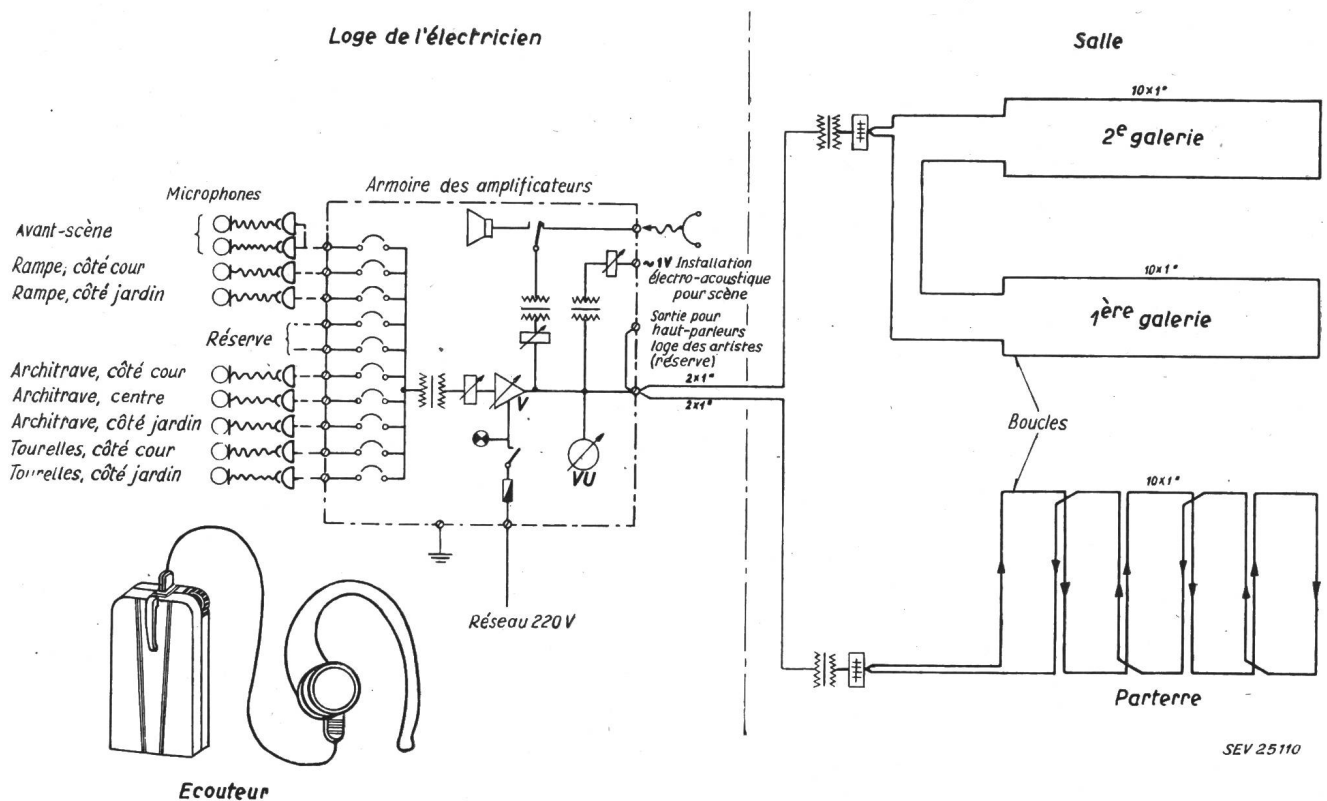 Loge de l'électricien
Salle
10×1"
2e galerie
Microphones
Armoire des amplificateurs
Avant-scène
Rampe, côté cour
Rampe, côté jardin
Réserve
Architrave, côté cour
Architrave, centre
Architrave, côté jardin
Tourelles, côté cour
Tourelles, côté jardin
~1V Installation
électro-acoustique
pour scène
Sortie pour
haut-parleurs
loge des artistes
(réserve)
2×1"
2×1"
V
VU
Réseau 220 V
10×1"
1ère galerie
Boucles
10×1"
Parterre
Ecouteur
SEV 25110